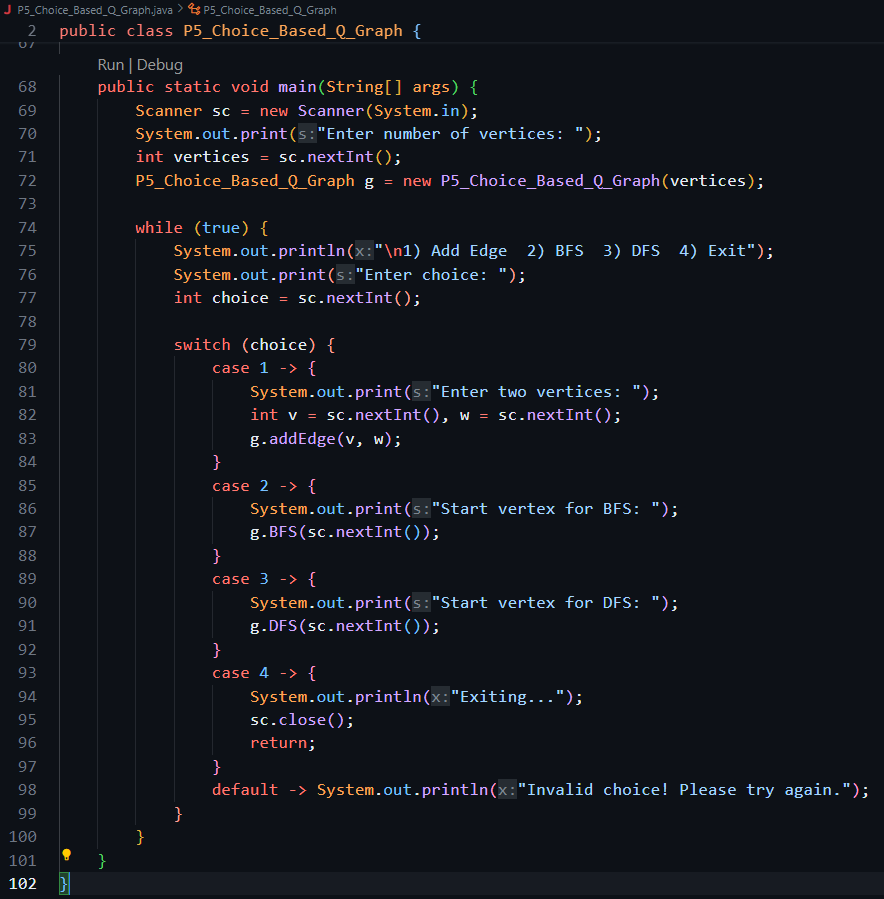 P5_Choice_Based_Q_Graph.java > P5_Choice_Based_Q_Graph
2 public class P5_Choice_Based_Q_Graph {
67
Run | Debug
68 public static void main(String[] args) {
69 Scanner sc = new Scanner(System.in);
70 System.out.print(s:"Enter number of vertices: ");
71 int vertices = sc.nextInt();
72 P5_Choice_Based_Q_Graph g = new P5_Choice_Based_Q_Graph(vertices);
73
74 while (true) {
75 System.out.println(x:"\n1) Add Edge  2) BFS  3) DFS  4) Exit");
76 System.out.print(s:"Enter choice: ");
77 int choice = sc.nextInt();
78
79 switch (choice) {
80 case 1 -> {
81 System.out.print(s:"Enter two vertices: ");
82 int v = sc.nextInt(), w = sc.nextInt();
83 g.addEdge(v, w);
84 }
85 case 2 -> {
86 System.out.print(s:"Start vertex for BFS: ");
87 g.BFS(sc.nextInt());
88 }
89 case 3 -> {
90 System.out.print(s:"Start vertex for DFS: ");
91 g.DFS(sc.nextInt());
92 }
93 case 4 -> {
94 System.out.println(x:"Exiting...");
95 sc.close();
96 return;
97 }
98 default -> System.out.println(x:"Invalid choice! Please try again.");
99 }
100 }
101 }
102 }